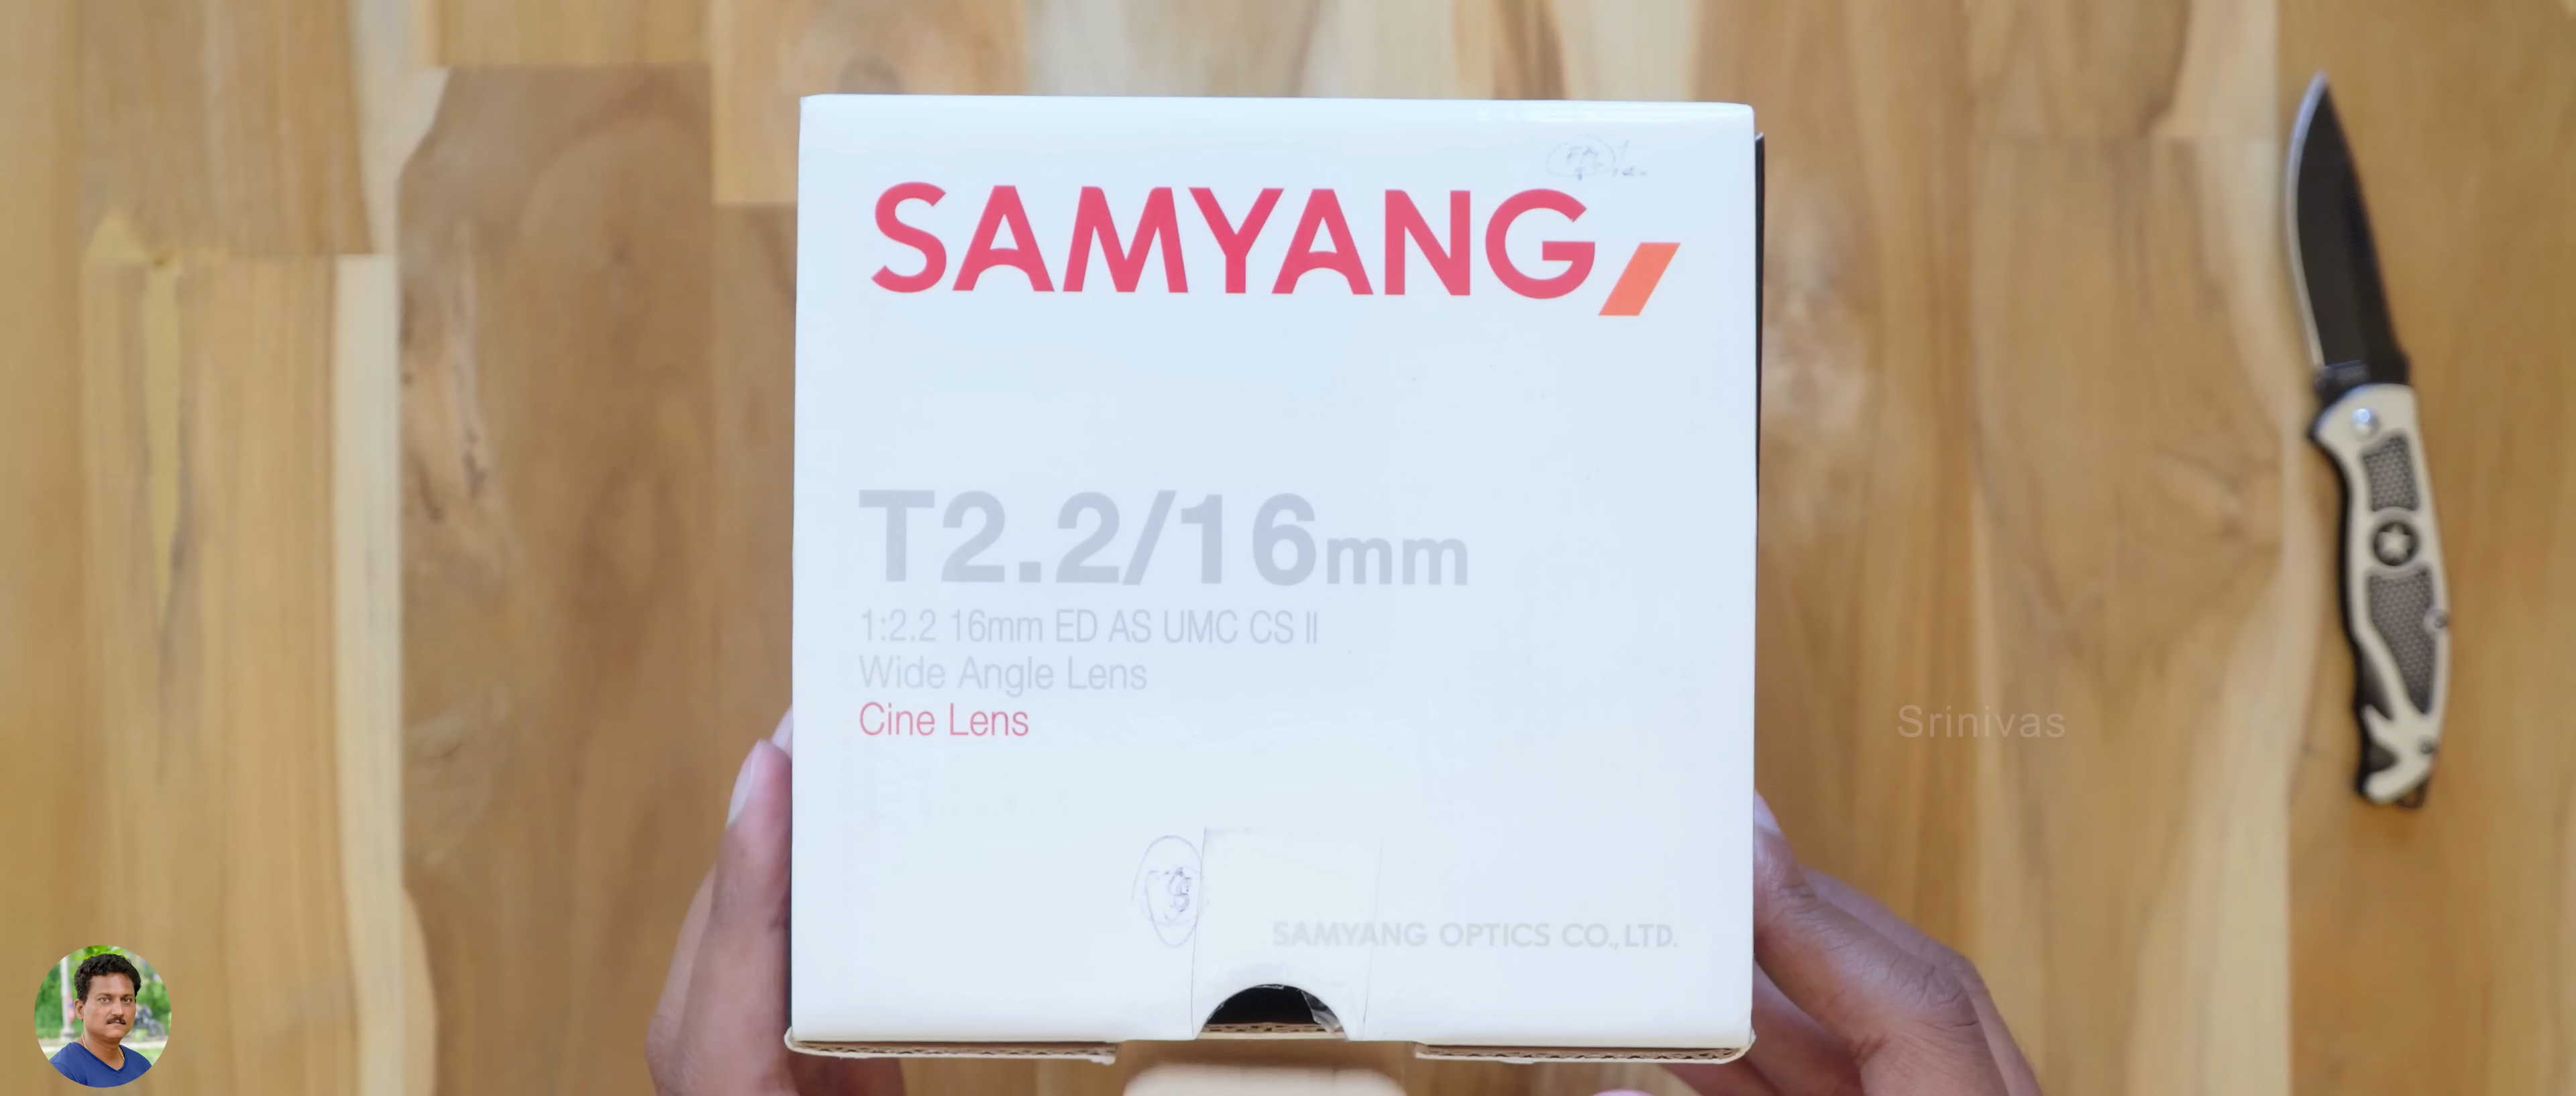 SAMYANG
T2.2/16mm
1:2.2 16mm ED AS UMC CS II
Wide Angle Lens
Cine Lens
Srinivas
SAMYANG OPTICS CO., LTD.